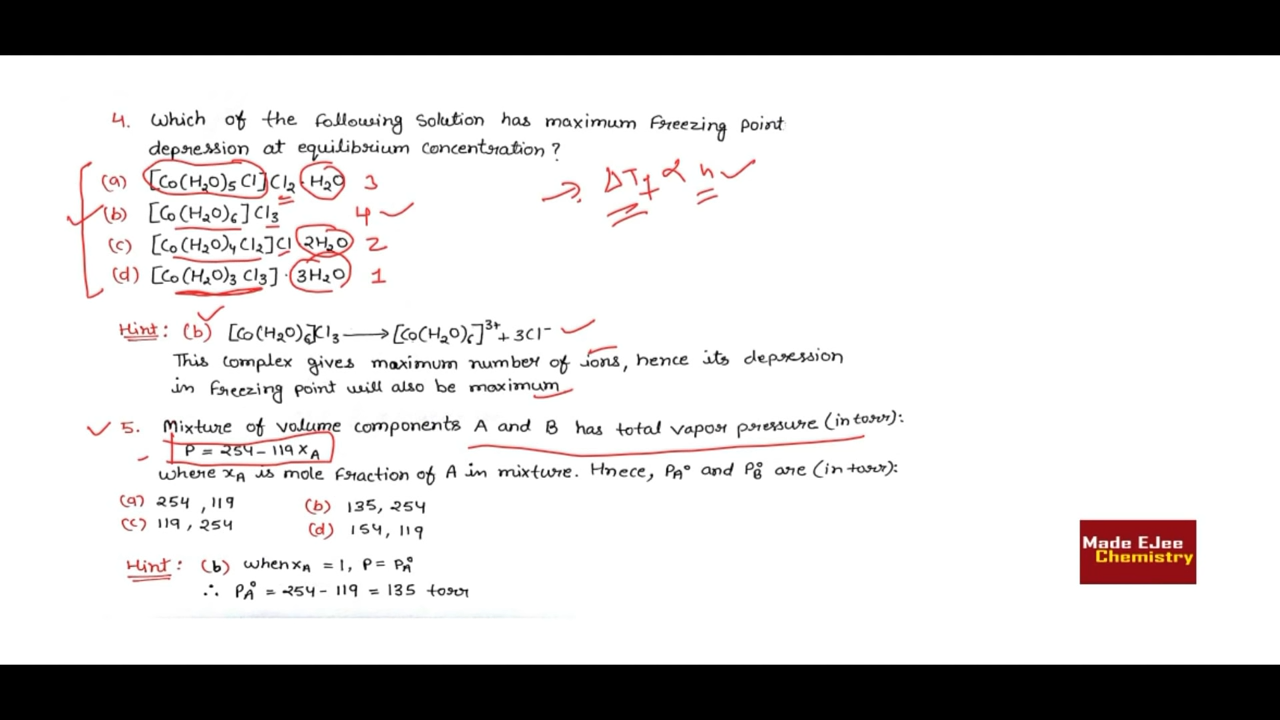 4. Which of the following solution has maximum freezing point
depression at equilibrium concentration?
(a) [Co(H₂O)₅Cl]Cl₂·H₂O 3
ΔT_f ∝ n
(b) [Co(H₂O)₆]Cl₃ 4
(c) [Co(H₂O)₄Cl₂]Cl 2H₂O 2
(d) [Co(H₂O)₃Cl₃]·3H₂O 1
Hint: (b) [Co(H₂O)₆]Cl₃ → [Co(H₂O)₆]³⁺ + 3Cl⁻
This complex gives maximum number of ions, hence its depression
in freezing point will also be maximum
5. Mixture of volume components A and B has total vapor pressure (in torr):
P = 254 - 119 xA
where xA is mole fraction of A in mixture. Hnece, PA° and PB° are (in torr):
(a) 254, 119 (b) 135, 254
(c) 119, 254 (d) 154, 119
Hint: (b) when xA = 1, P = PA°
∴ PA° = 254 - 119 = 135 torr
Made EJee
Chemistry